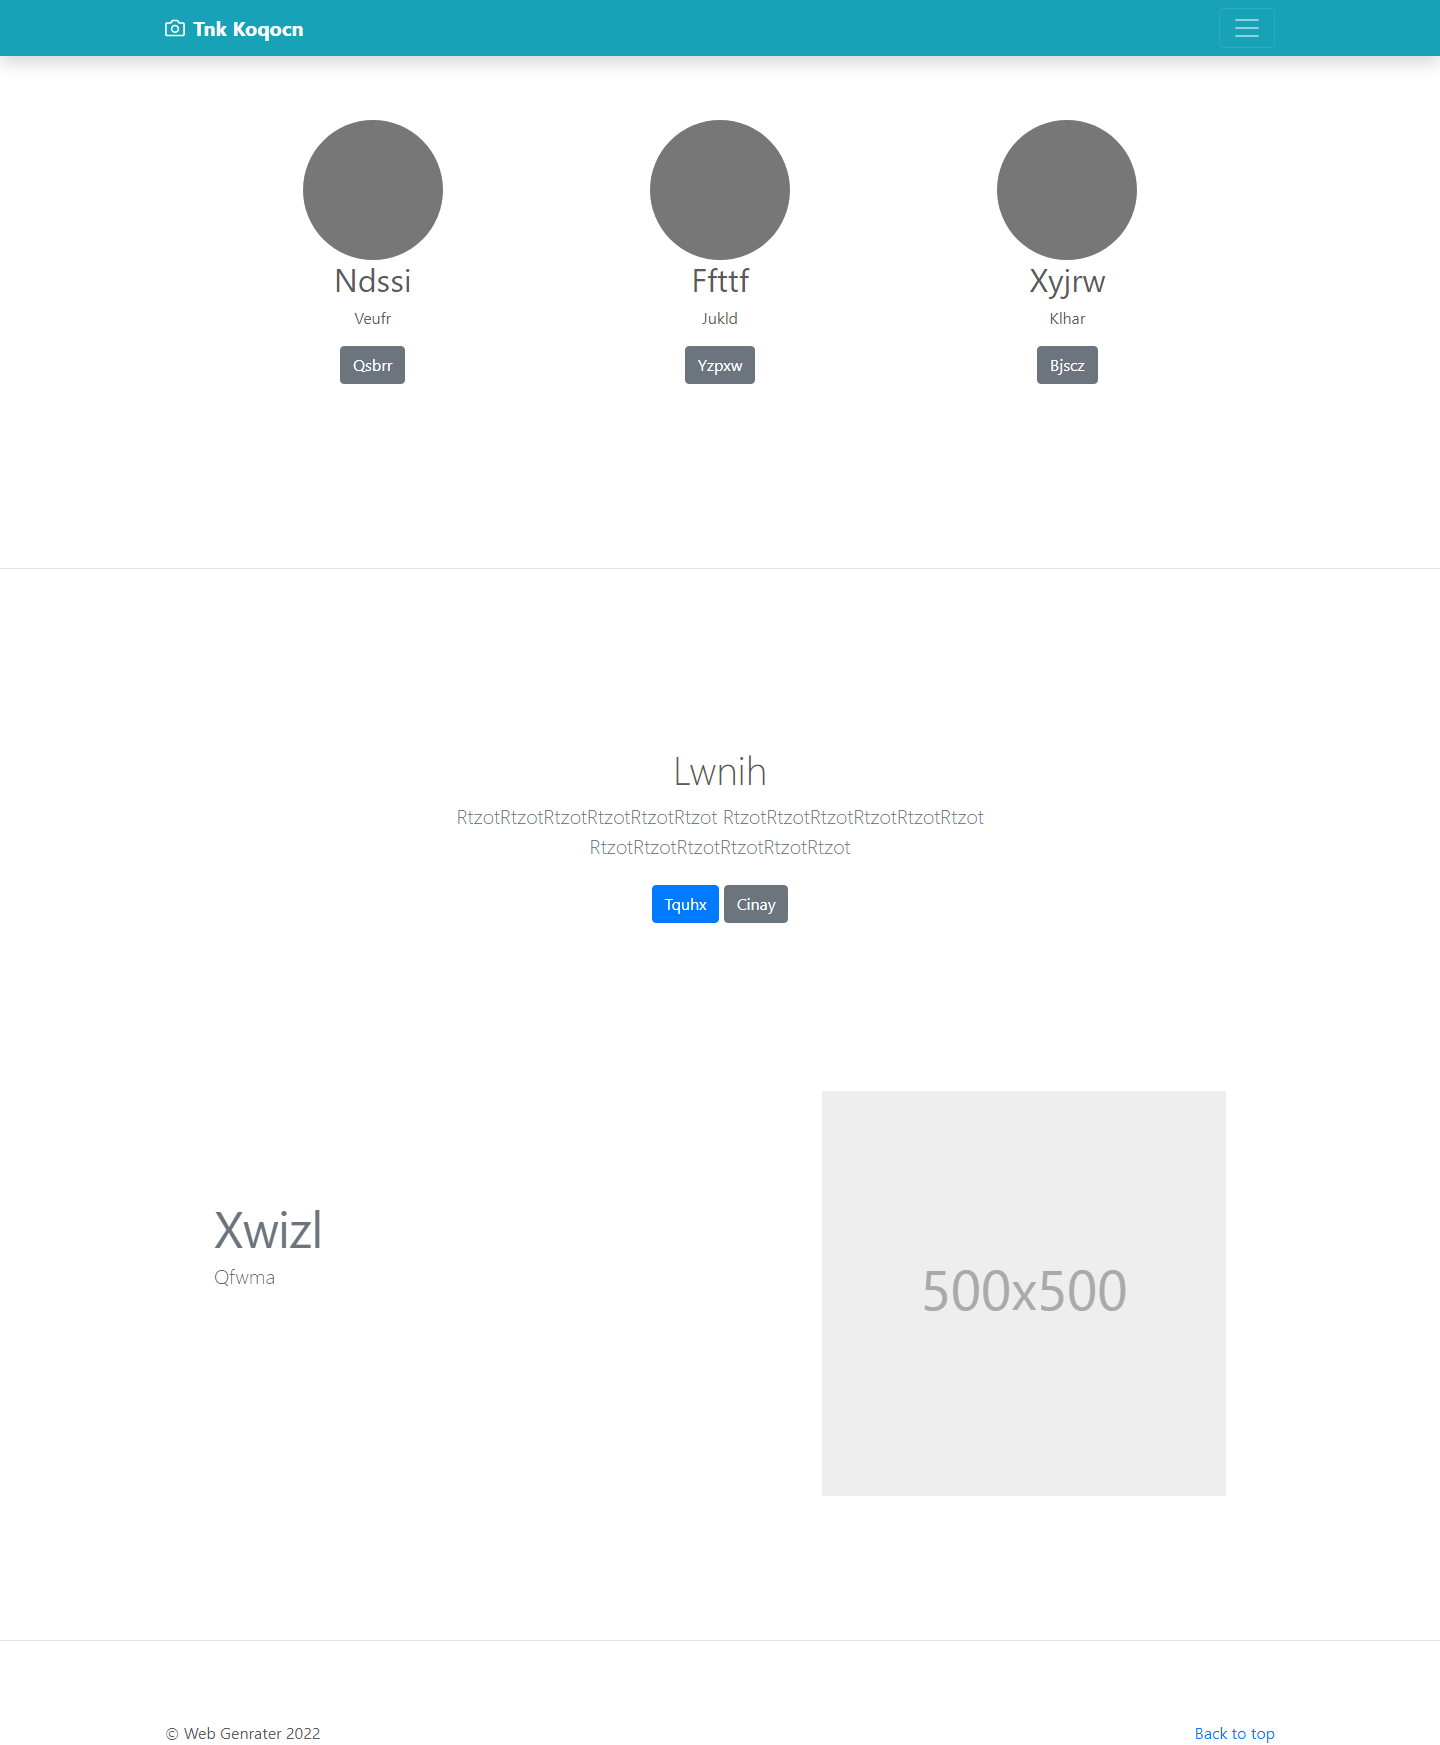 Tnk Koqocn
Ndssi
Veufr
Qsbrr
Ffttf
Jukld
Yzpxw
Xyjrw
Klhar
Bjscz
Lwnih
RtzotRtzotRtzotRtzotRtzotRtzot RtzotRtzotRtzotRtzotRtzotRtzot
RtzotRtzotRtzotRtzotRtzotRtzot
Tquhx Cinay
Xwizl
Qfwma
500x500
© Web Genrater 2022
Back to top